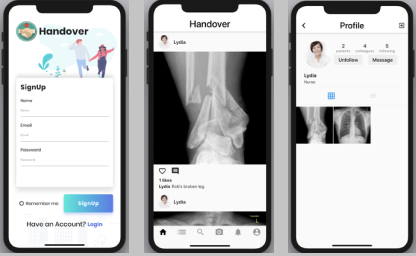 Handover
SignUp
Name
Name
Email
Email
Password
Password
Remember me
SignUp
Have an Account? Login
Handover
Lydia
1 likes
Lydia Rob's broken leg.
Lydia
Profile
2 4 5
patients colleagues following
Unfollow Message
Lydia
Nurse